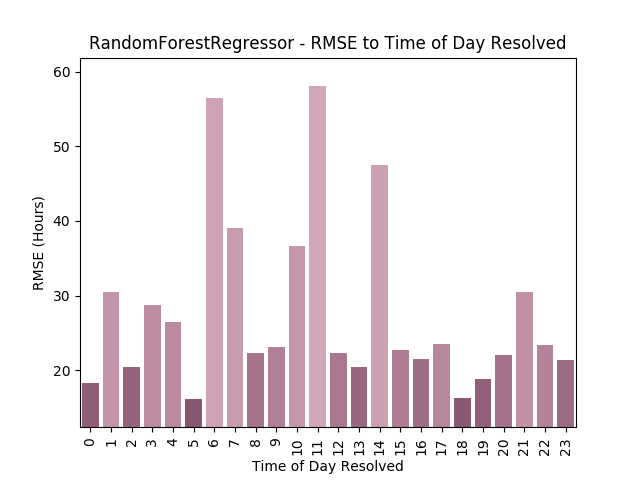 RandomForestRegressor - RMSE to Time of Day Resolved
60
50
40
30
20
RMSE (Hours)
0 1 2 3 4 5 6 7 8 9 10 11 12 13 14 15 16 17 18 19 20 21 22 23
Time of Day Resolved